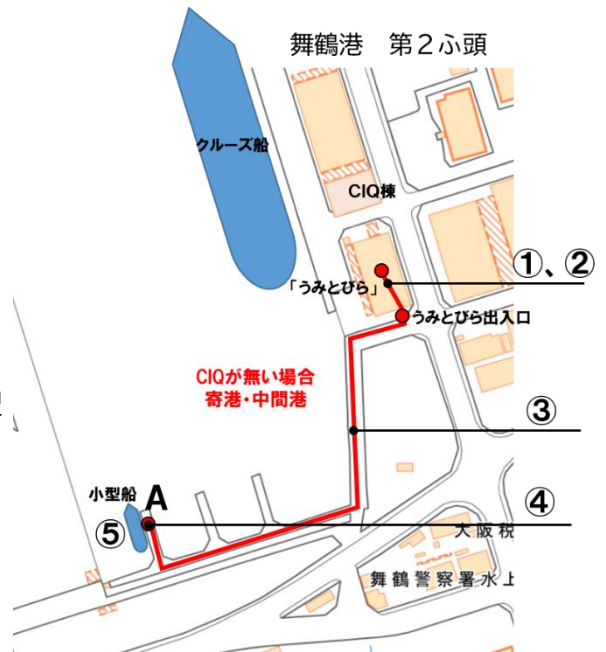 舞鶴港 第2ふ頭
クルーズ船
CIQ棟
①、②
「うみとびら」
うみとびら出入口
CIQが無い場合
寄港・中間港
③
小型船
A
④
⑤
大阪税
舞鶴警察署水上